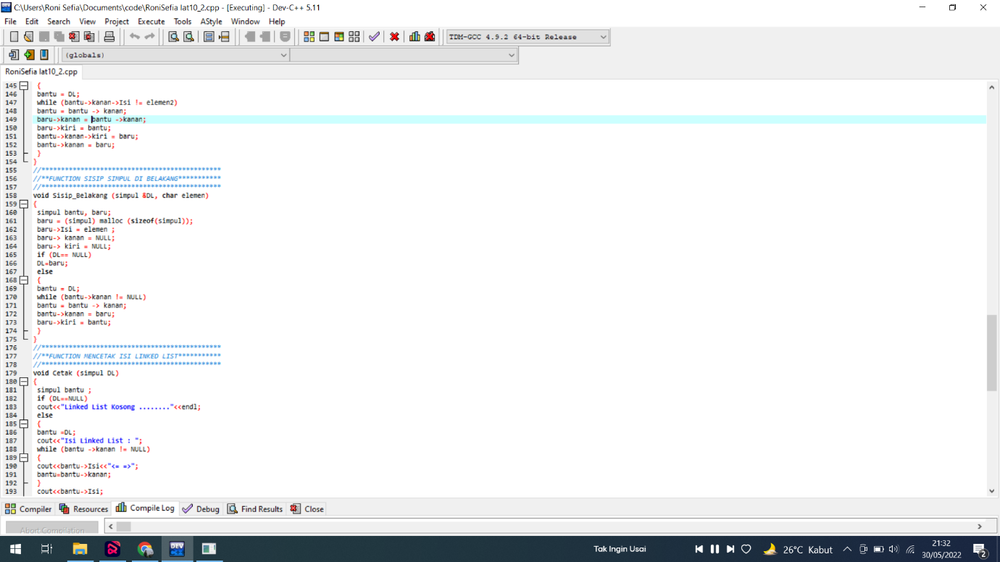 C:\Users\Roni Sefia\Documents\code\RoniSefia lat10_2.cpp - [Executing] - Dev-C++ 5.11
File Edit Search View Project Execute Tools AStyle Window Help
TDM-GCC 4.9.2 64-bit Release
(globals)
RoniSefia lat10_2.cpp
145 {
146 bantu = DL;
147 while (bantu->kanan->Isi != elemen2)
148 bantu = bantu -> kanan;
149 baru->kanan = bantu ->kanan;
150 baru->kiri = bantu;
151 bantu->kanan->kiri = baru;
152 bantu->kanan = baru;
153 }
154 }
155 //**********************************************
156 //**FUNCTION SISIP SIMPUL DI BELAKANG***********
157 //**********************************************
158 void Sisip_Belakang (simpul &DL, char elemen)
159 {
160 simpul bantu, baru;
161 baru = (simpul) malloc (sizeof(simpul));
162 baru->Isi = elemen ;
163 baru-> kanan = NULL;
164 baru-> kiri = NULL;
165 if (DL== NULL)
166 DL=baru;
167 else
168 {
169 bantu = DL;
170 while (bantu->kanan != NULL)
171 bantu = bantu -> kanan;
172 bantu->kanan = baru;
173 baru->kiri = bantu;
174 }
175 }
176 //**********************************************
177 //**FUNCTION MENCETAK ISI LINKED LIST***********
178 //**********************************************
179 void Cetak (simpul DL)
180 {
181 simpul bantu ;
182 if (DL==NULL)
183 cout<<"Linked List Kosong ........"<<endl;
184 else
185 {
186 bantu =DL;
187 cout<<"Isi Linked List : ";
188 while (bantu ->kanan != NULL)
189 {
190 cout<<bantu->Isi<<"<= =>";
191 bantu=bantu->kanan;
192 }
193 cout<<bantu->Isi;
Compiler Resources Compile Log Debug Find Results Close
Abort Compilation
DEV
Tak Ingin Usai
26°C Kabut
21:32
30/05/2022
2